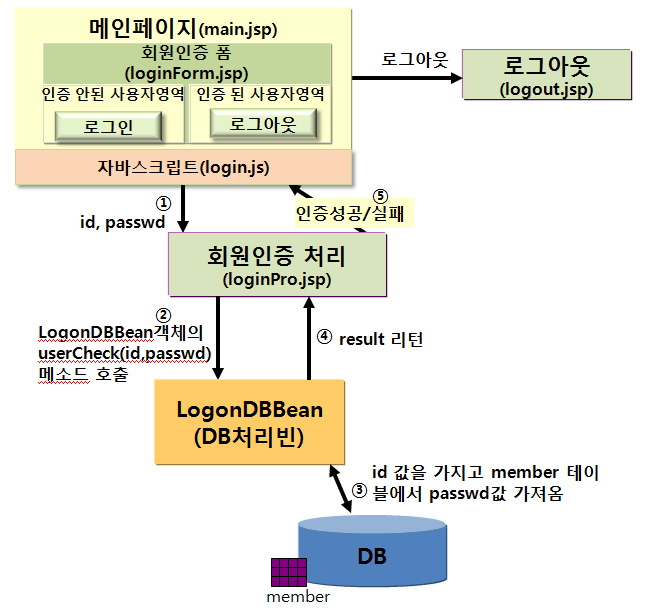 메인페이지(main.jsp)
회원인증 폼
(loginForm.jsp)
인증 안된 사용자영역
인증 된 사용자영역
로그인
로그아웃
자바스크립트(login.js)
로그아웃
로그아웃
(logout.jsp)
①
id, passwd
⑤
인증성공/실패
회원인증 처리
(loginPro.jsp)
②
LogonDBBean객체의
userCheck(id,passwd)
메소드 호출
④ result 리턴
LogonDBBean
(DB처리빈)
id 값을 가지고 member 테이
③ 블에서 passwd값 가져옴
DB
member